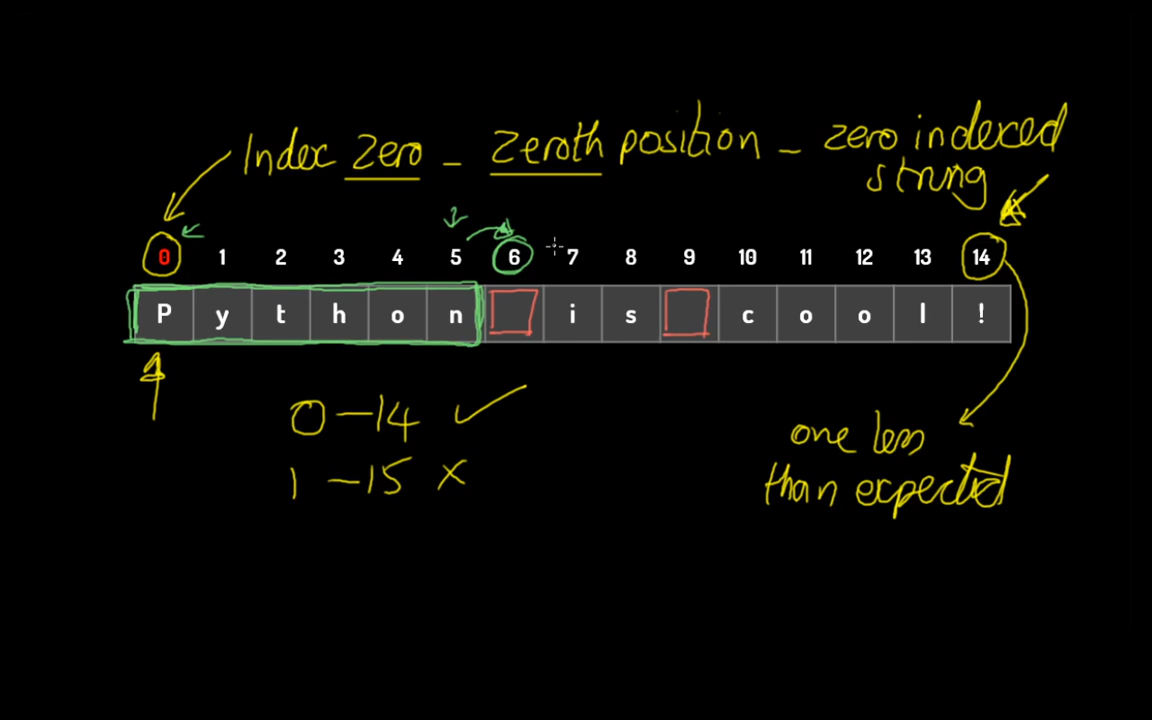 Index Zero - Zeroth position - zero indexed
string
0 1 2 3 4 5 6 7 8 9 10 11 12 13 14
P y t h o n i s c o o l !
0-14 ✓
1-15 x
one less
than expected